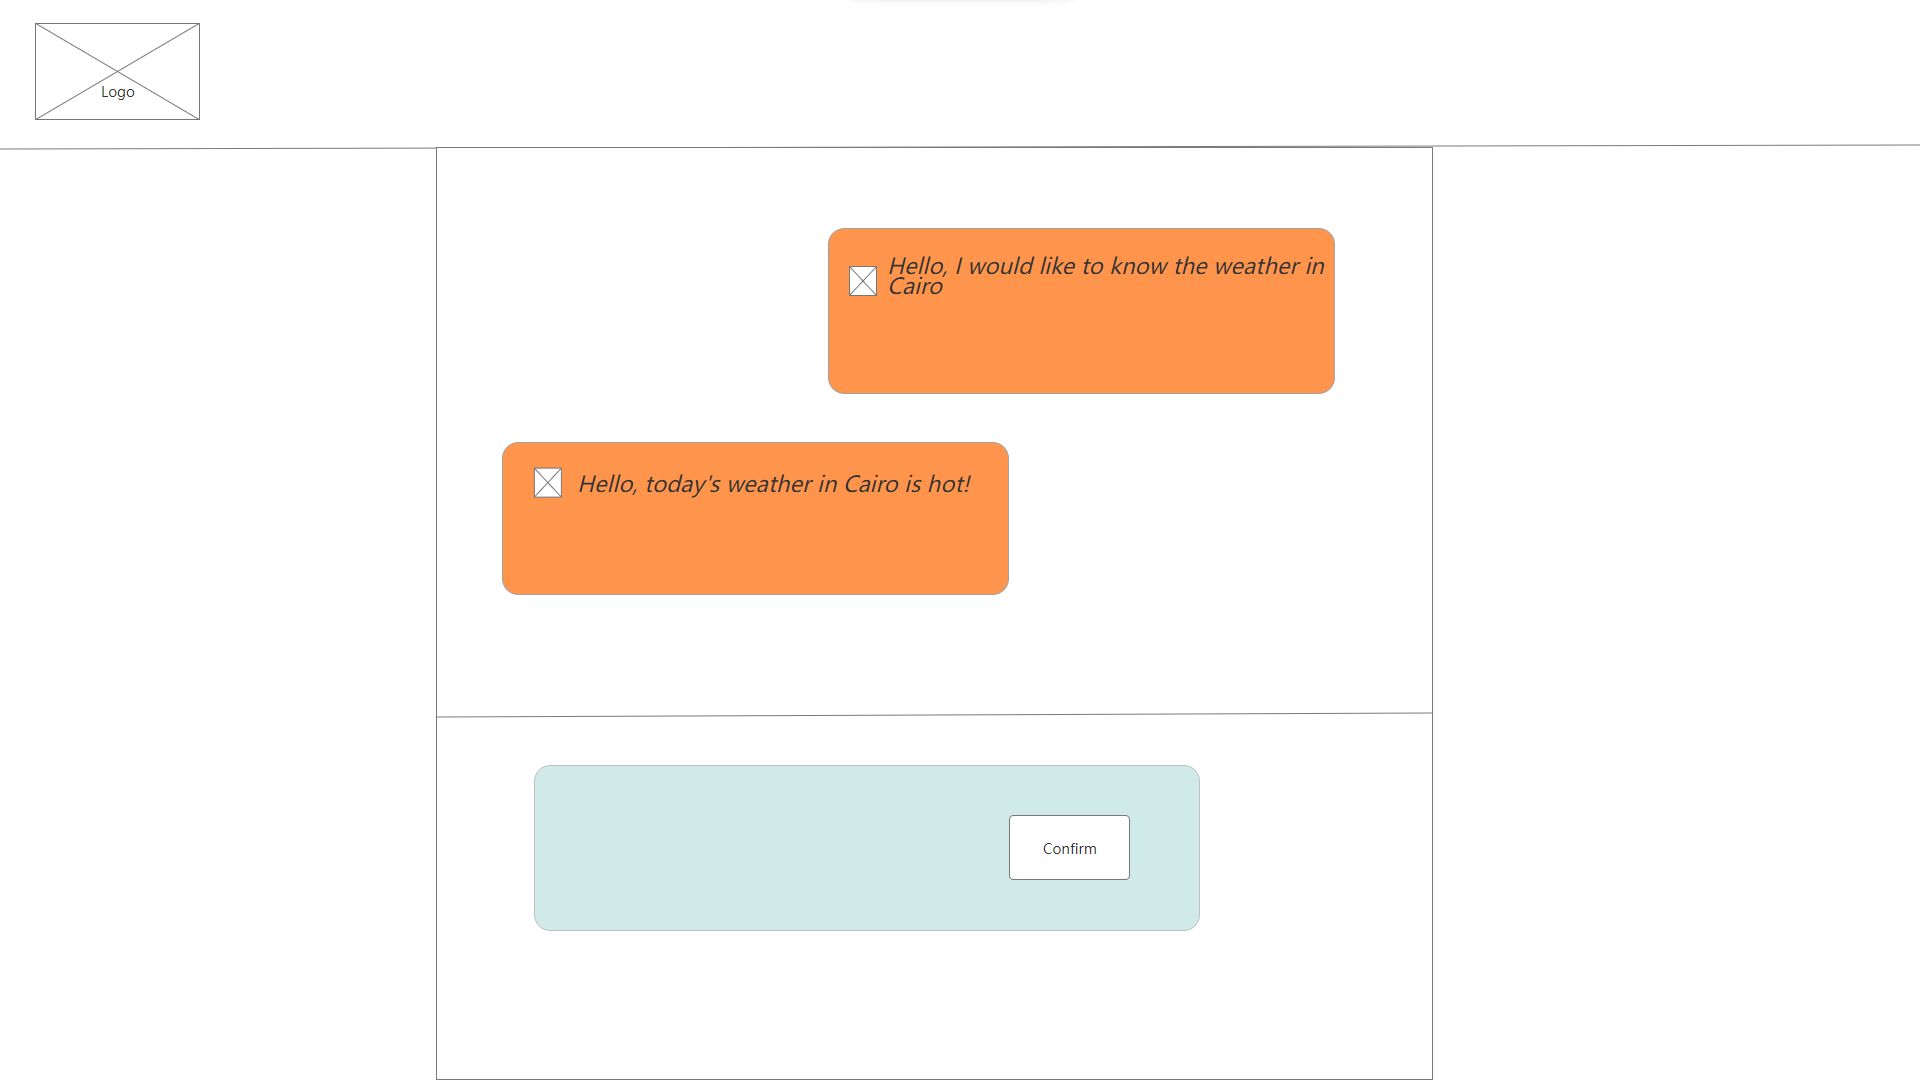 Logo
Hello, I would like to know the weather in
Cairo
Hello, today's weather in Cairo is hot!
Confirm